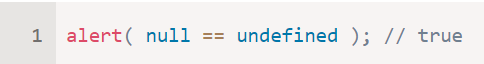 1 alert( null == undefined ); // true